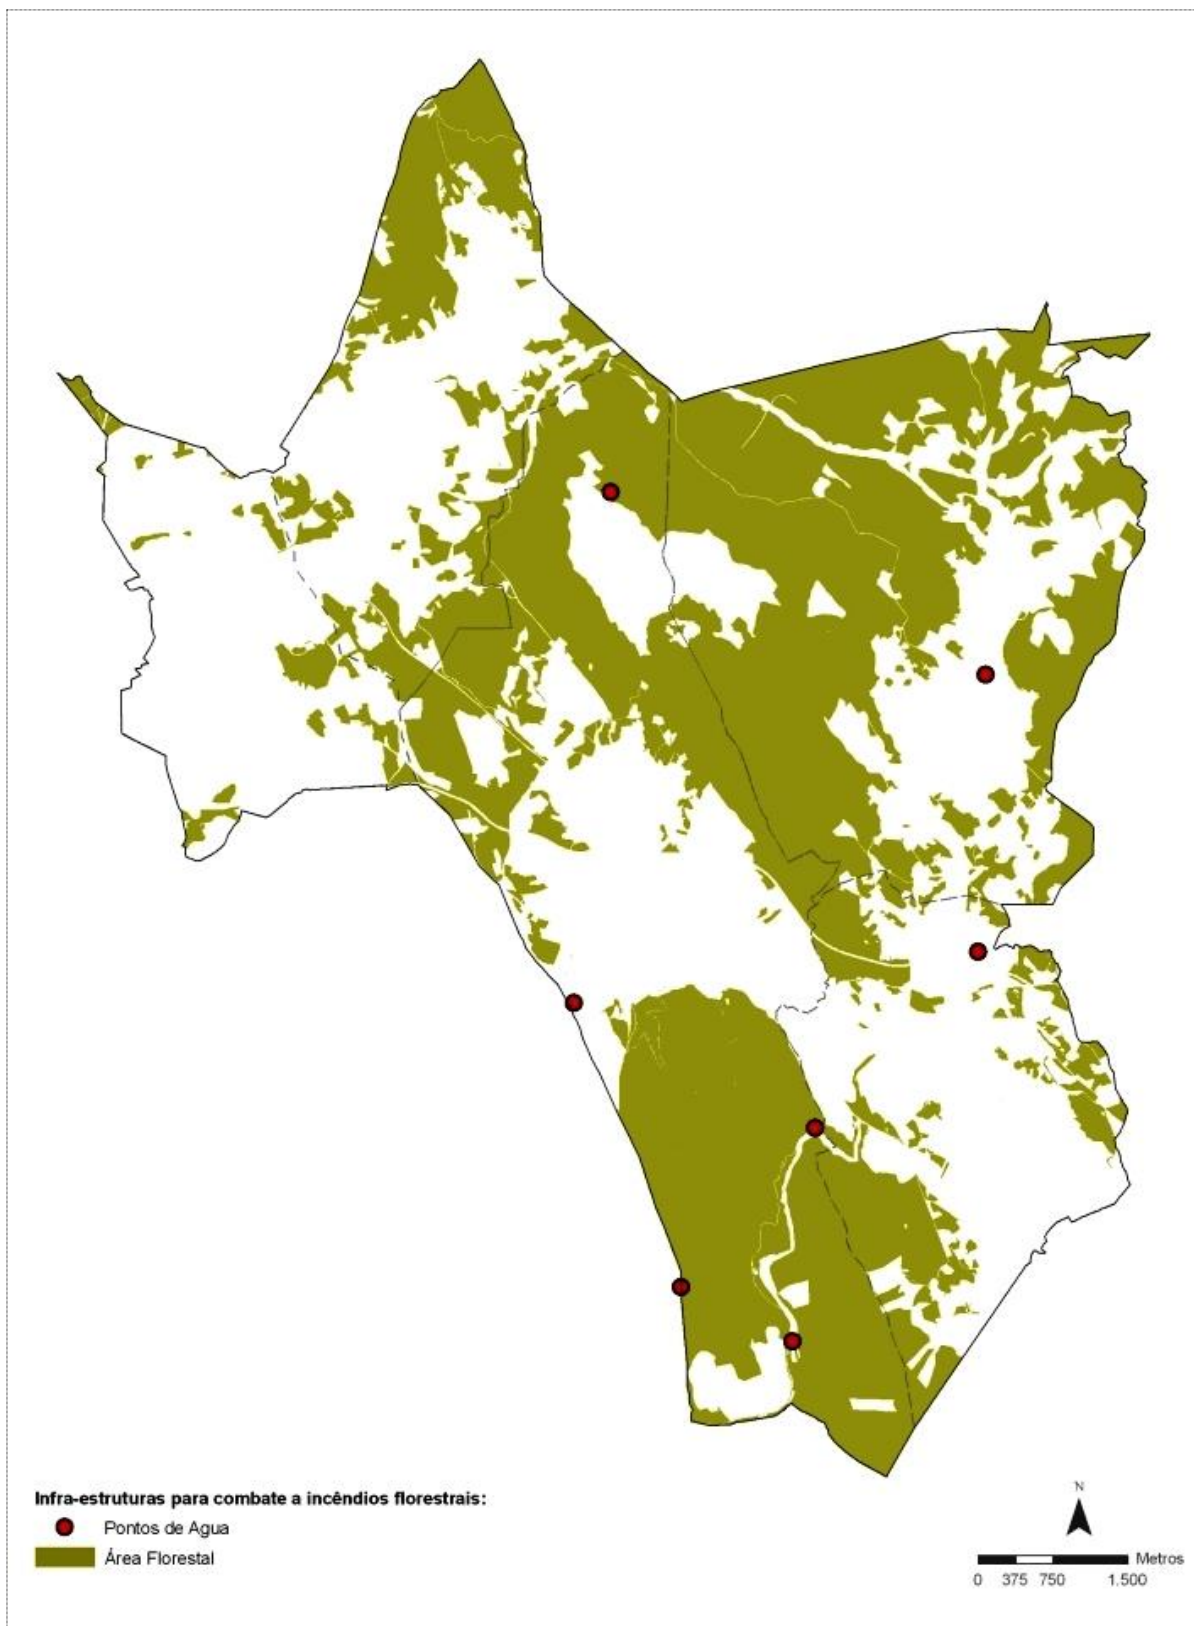 Infra-estruturas para combate a incêndios florestrais:
Pontos de Agua
Área Florestal
N
Metros
0 375 750 1.500